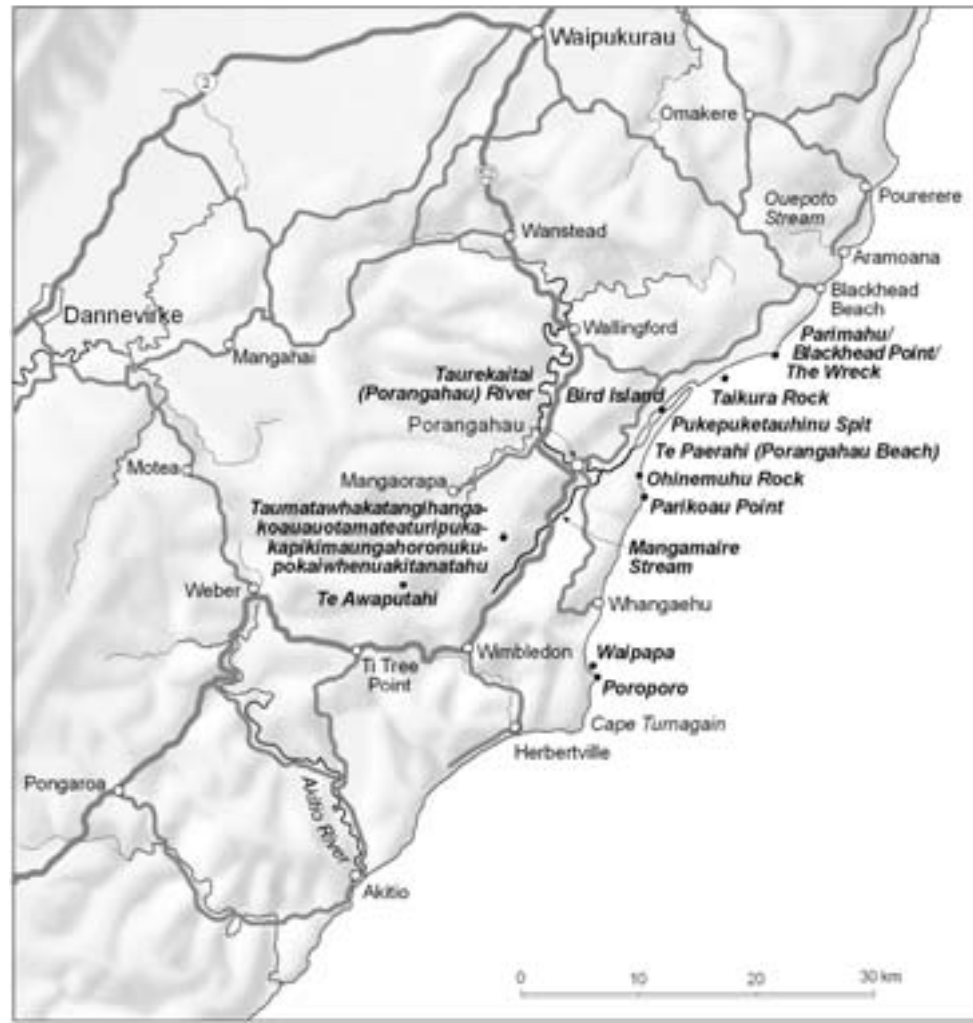 Waipukurau
2
Omakere
Ouepoto
Stream
Pourerere
Wanstead
Aramoana
Blackhead
Beach
Dannevirke
Wallingford
Mangahai
Parimahu/
Blackhead Point/
The Wreck
Taurekaitai
(Porangahau) River
Bird Island
Taikura Rock
Porangahau
Pukepuketauhinu Spit
Te Paerahi (Porangahau Beach)
Motea
Mangaorapa
Ohinemuhu Rock
Taumatawhakatangihanga-
koauauotamateaturipuka-
kapikimaungahoronuku-
pokaiwhenuakitanatahu
Parikoau Point
Mangamaire
Stream
Weber
Te Awaputahi
Whangaehu
Ti Tree
Point
Wimbledon
Waipapa
Poroporo
Cape Turnagain
Herbertville
Pongaroa
Akitio River
Akitio
0 10 20 30 km